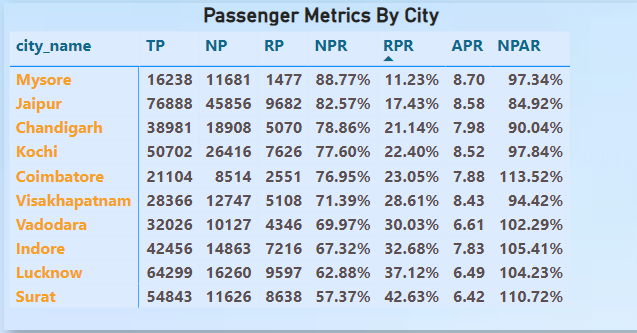 Passenger Metrics By City
city_name TP NP RP NPR RPR APR NPAR
Mysore 16238 11681 1477 88.77% 11.23% 8.70 97.34%
Jaipur 76888 45856 9682 82.57% 17.43% 8.58 84.92%
Chandigarh 38981 18908 5070 78.86% 21.14% 7.98 90.04%
Kochi 50702 26416 7626 77.60% 22.40% 8.52 97.84%
Coimbatore 21104 8514 2551 76.95% 23.05% 7.88 113.52%
Visakhapatnam 28366 12747 5108 71.39% 28.61% 8.43 94.42%
Vadodara 32026 10127 4346 69.97% 30.03% 6.61 102.29%
Indore 42456 14863 7216 67.32% 32.68% 7.83 105.41%
Lucknow 64299 16260 9597 62.88% 37.12% 6.49 104.23%
Surat 54843 11626 8638 57.37% 42.63% 6.42 110.72%